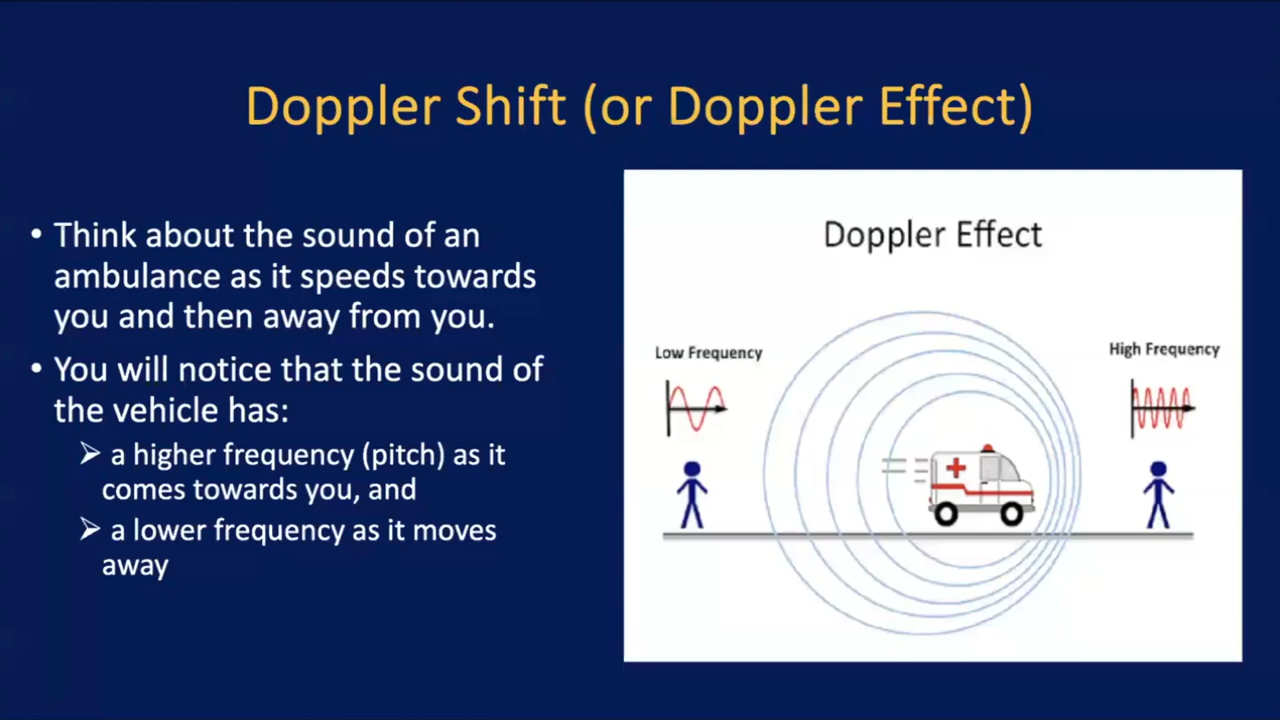 Doppler Shift (or Doppler Effect)
• Think about the sound of an
ambulance as it speeds towards
you and then away from you.
• You will notice that the sound of
the vehicle has:
➢ a higher frequency (pitch) as it
comes towards you, and
➢ a lower frequency as it moves
away
Doppler Effect
Low Frequency
High Frequency